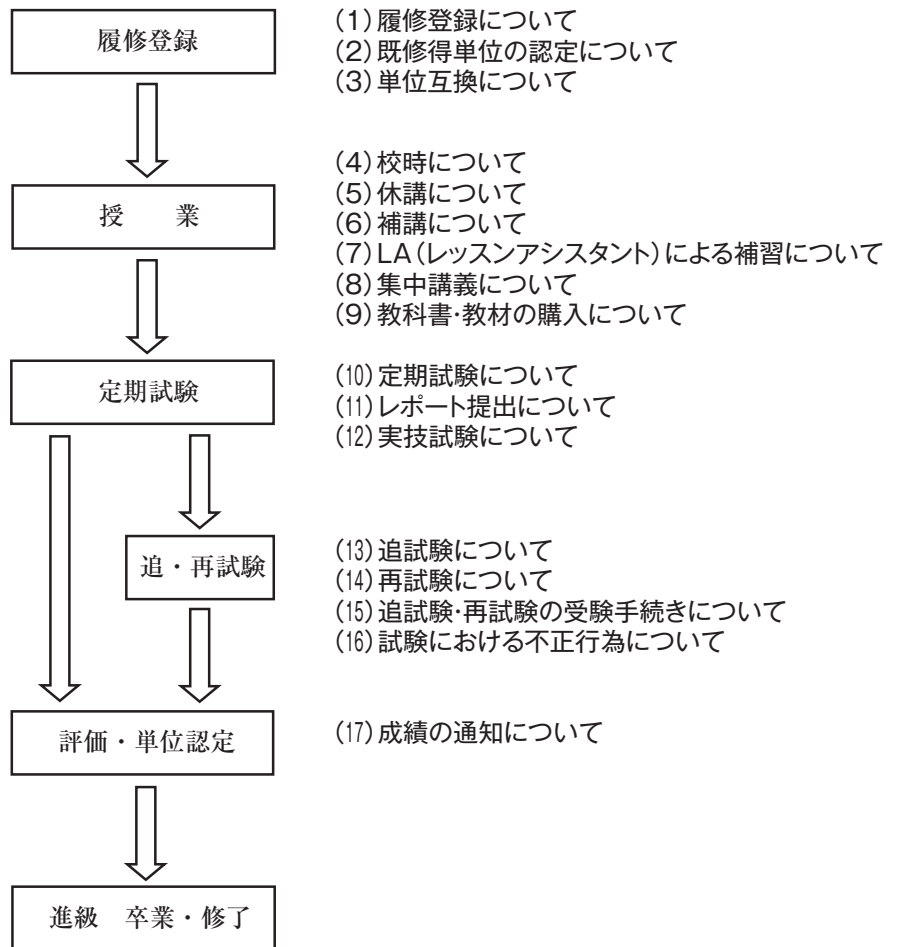 履修登録
(1)履修登録について
(2)既修得単位の認定について
(3)単位互換について
授　業
(4)校時について
(5)休講について
(6)補講について
(7)LA(レッスンアシスタント)による補習について
(8)集中講義について
(9)教科書・教材の購入について
定期試験
(10)定期試験について
(11)レポート提出について
(12)実技試験について
追・再試験
(13)追試験について
(14)再試験について
(15)追試験・再試験の受験手続きについて
(16)試験における不正行為について
評価・単位認定
(17)成績の通知について
進級　卒業・修了